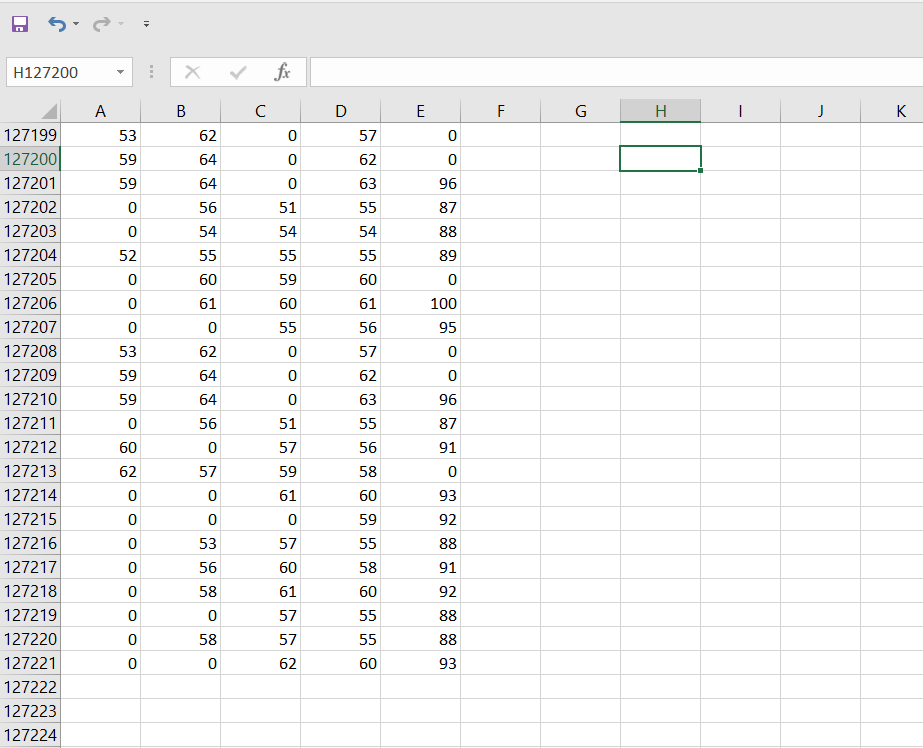 H127200 fx
A B C D E F G H I J K
127199 53 62 0 57 0
127200 59 64 0 62 0
127201 59 64 0 63 96
127202 0 56 51 55 87
127203 0 54 54 54 88
127204 52 55 55 55 89
127205 0 60 59 60 0
127206 0 61 60 61 100
127207 0 0 55 56 95
127208 53 62 0 57 0
127209 59 64 0 62 0
127210 59 64 0 63 96
127211 0 56 51 55 87
127212 60 0 57 56 91
127213 62 57 59 58 0
127214 0 0 61 60 93
127215 0 0 0 59 92
127216 0 53 57 55 88
127217 0 56 60 58 91
127218 0 58 61 60 92
127219 0 0 57 55 88
127220 0 58 57 55 88
127221 0 0 62 60 93
127222
127223
127224